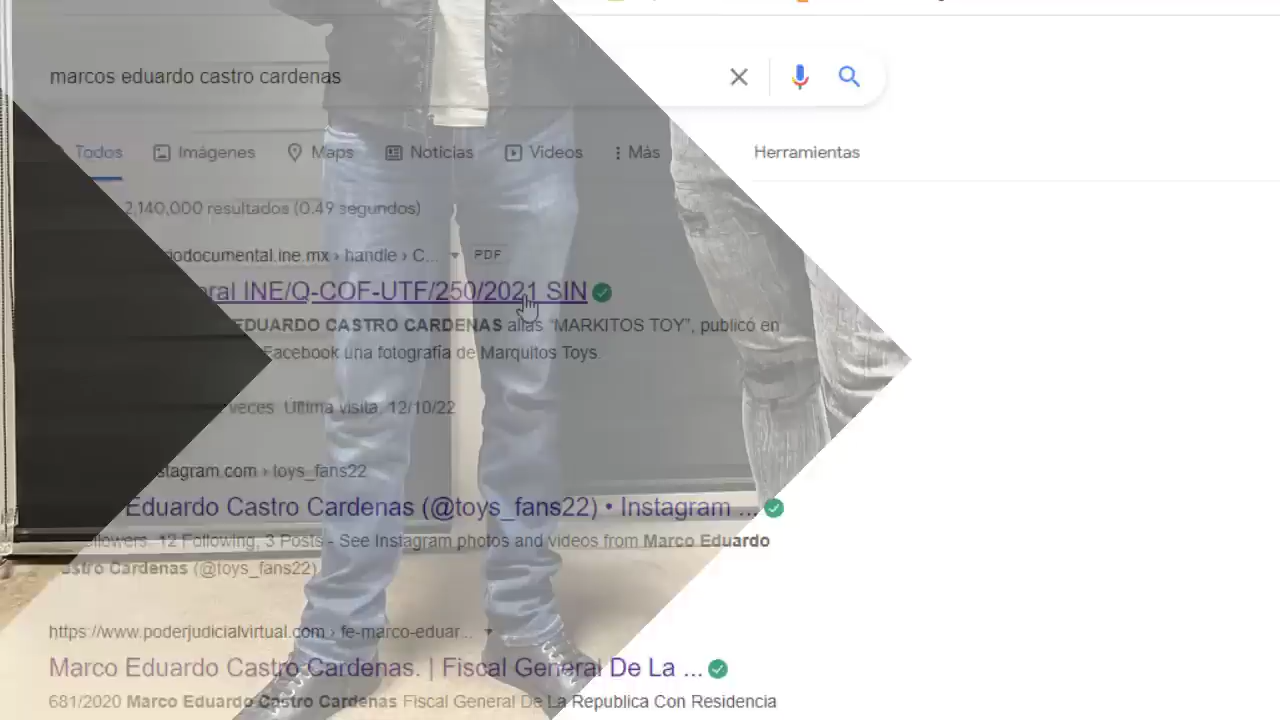 marcos eduardo castro cardenas
Todos Imágenes Maps Noticias Videos Más Herramientas
2,140,000 resultados (0.49 segundos)
iodocumental.ine.mx › handle › C... PDF
ral INE/Q-COF-UTF/250/2021 SIN
EDUARDO CASTRO CARDENAS alias “MARKITOS TOY”, publicó en
Facebook una fotografía de Marquitos Toys.
veces. Última visita: 12/10/22
stagram.com › toys_fans22
Eduardo Castro Cardenas (@toys_fans22) • Instagram ...
ollowers, 12 Following, 3 Posts - See Instagram photos and videos from Marco Eduardo
astro Cardenas (@toys_fans22)
https://www.poderjudicialvirtual.com › fe-marco-eduar...
Marco Eduardo Castro Cardenas. | Fiscal General De La ...
681/2020 Marco Eduardo Castro Cardenas Fiscal General De La Republica Con Residencia